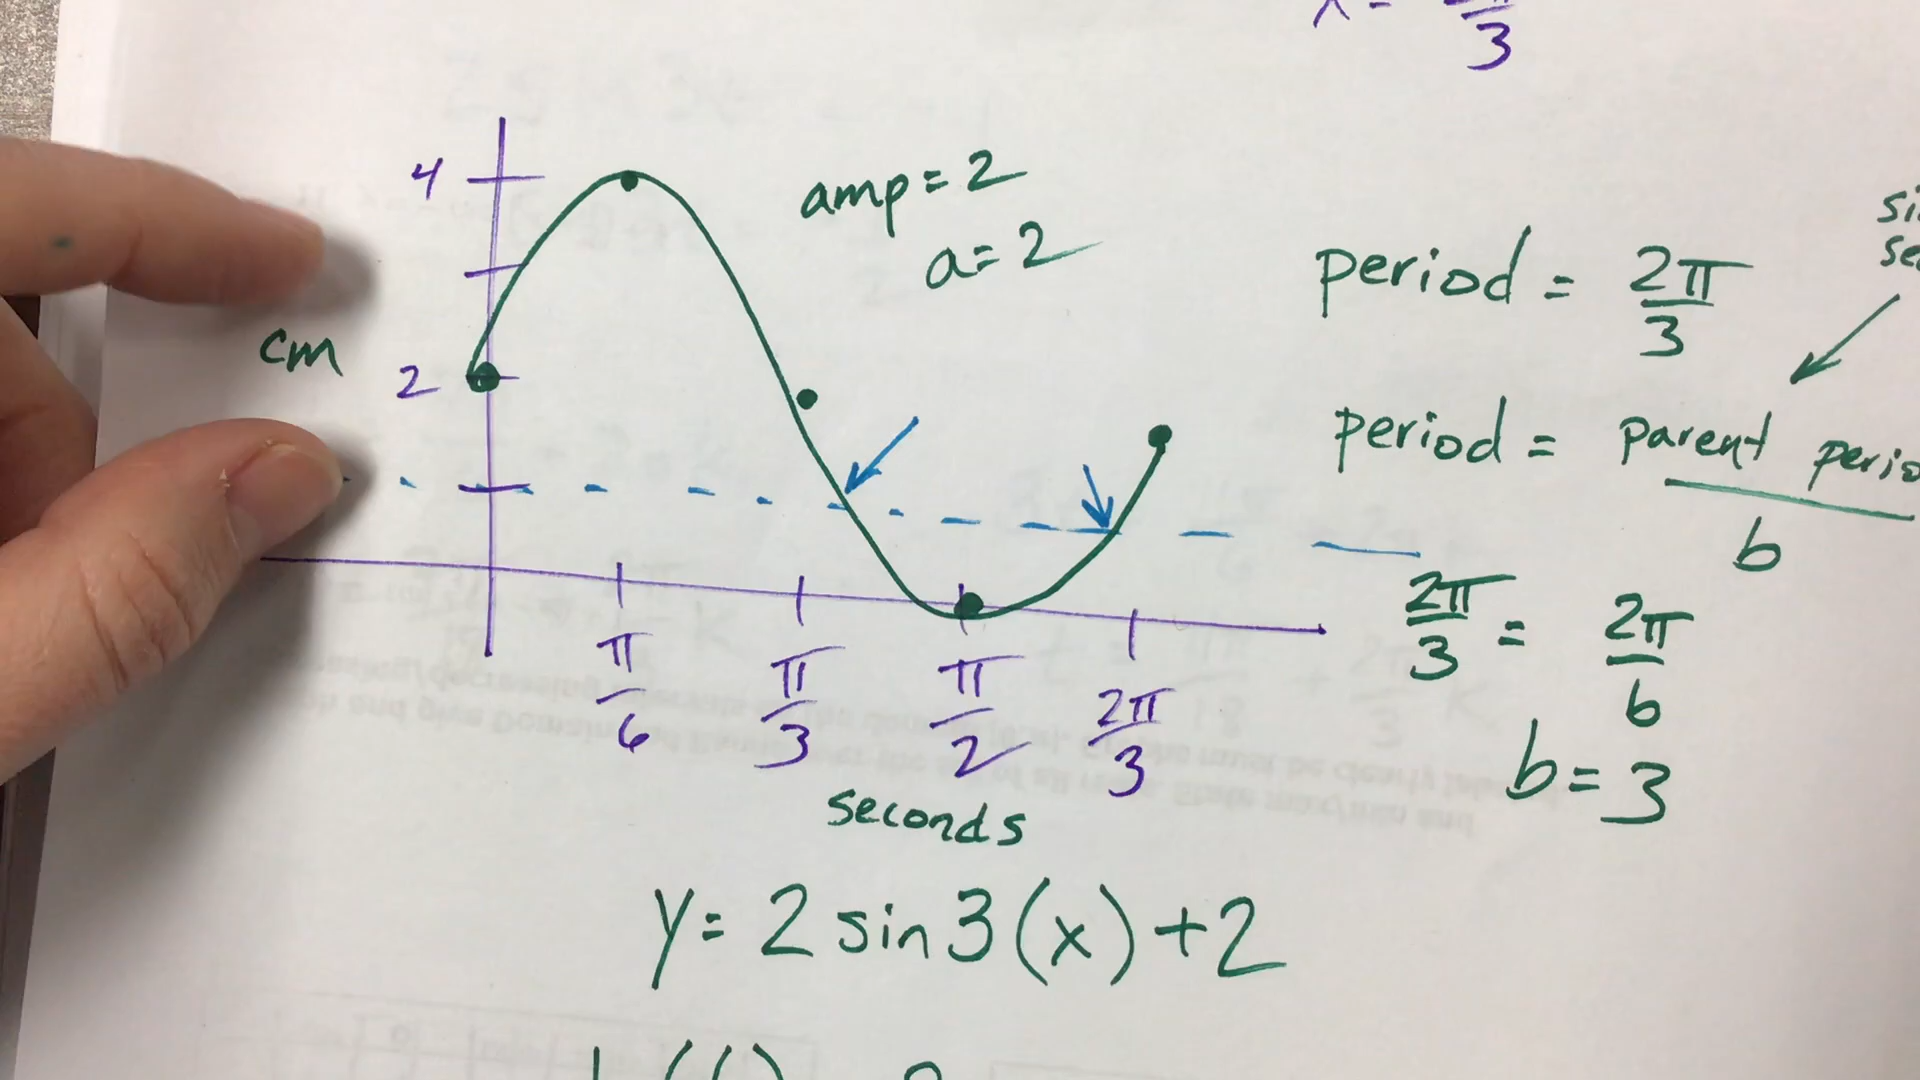 3
4
amp = 2
a = 2
cm
2
period = 2π/3
period = parent / b
π/6
π/3
π/2
2π/3
seconds
2π/3 = 2π/b
b = 3
y = 2 sin 3(x) + 2